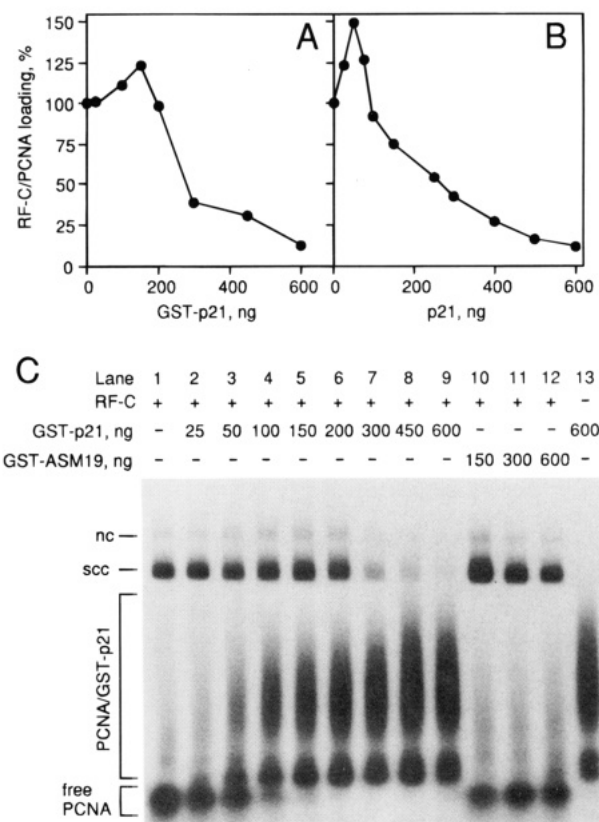 A
B
RF-C/PCNA loading, %
150
125
100
75
50
25
0
0 200 400 600
0 200 400 600
GST-p21, ng
p21, ng
C
Lane 1 2 3 4 5 6 7 8 9 10 11 12 13
RF-C + + + + + + + + + + + + –
GST-p21, ng – 25 50 100 150 200 300 450 600 – – – 600
GST-ASM19, ng – – – – – – – – – 150 300 600 –
nc
scc
PCNA/GST-p21
free
PCNA